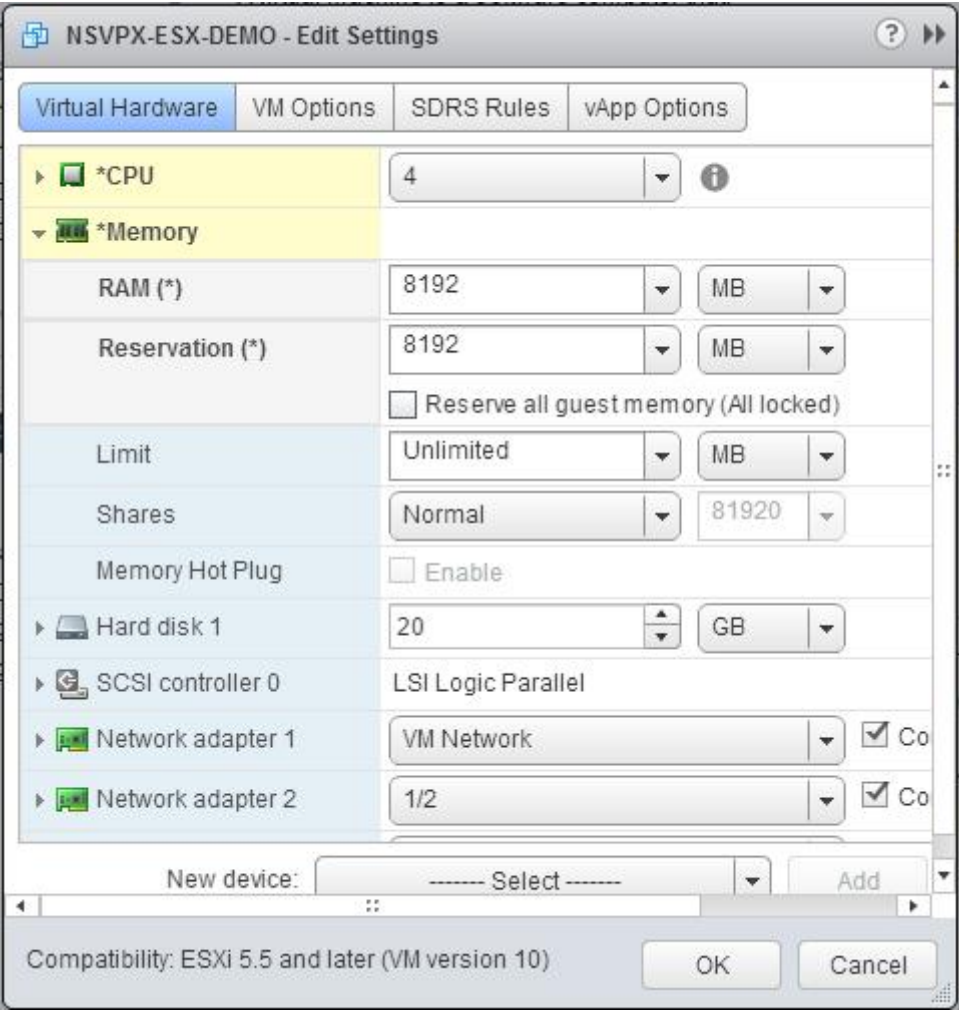 NSVPX-ESX-DEMO - Edit Settings ?
Virtual Hardware VM Options SDRS Rules vApp Options
*CPU 4
*Memory
RAM (*) 8192 MB
Reservation (*) 8192 MB
Reserve all guest memory (All locked)
Limit Unlimited MB
Shares Normal 81920
Memory Hot Plug Enable
Hard disk 1 20 GB
SCSI controller 0 LSI Logic Parallel
Network adapter 1 VM Network Co
Network adapter 2 1/2 Co
New device: ------- Select ------- Add
Compatibility: ESXi 5.5 and later (VM version 10) OK Cancel